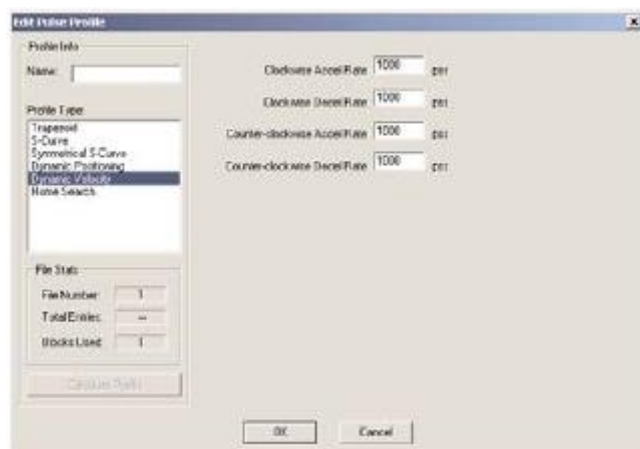 Edit Pulse Profile
Profile Info
Name:
Profile Type
Trapezoid
S-Curve
Symmetrical S-Curve
Dynamic Positioning
Dynamic Velocity
Home Search
File Stats
File Number: 1
Total Entries: --
Blocks Used: 1
Calculate Profile
Clockwise Accel Rate 1000
Clockwise Decel Rate 1000
Counter-clockwise Accel Rate 1000
Counter-clockwise Decel Rate 1000
OK Cancel